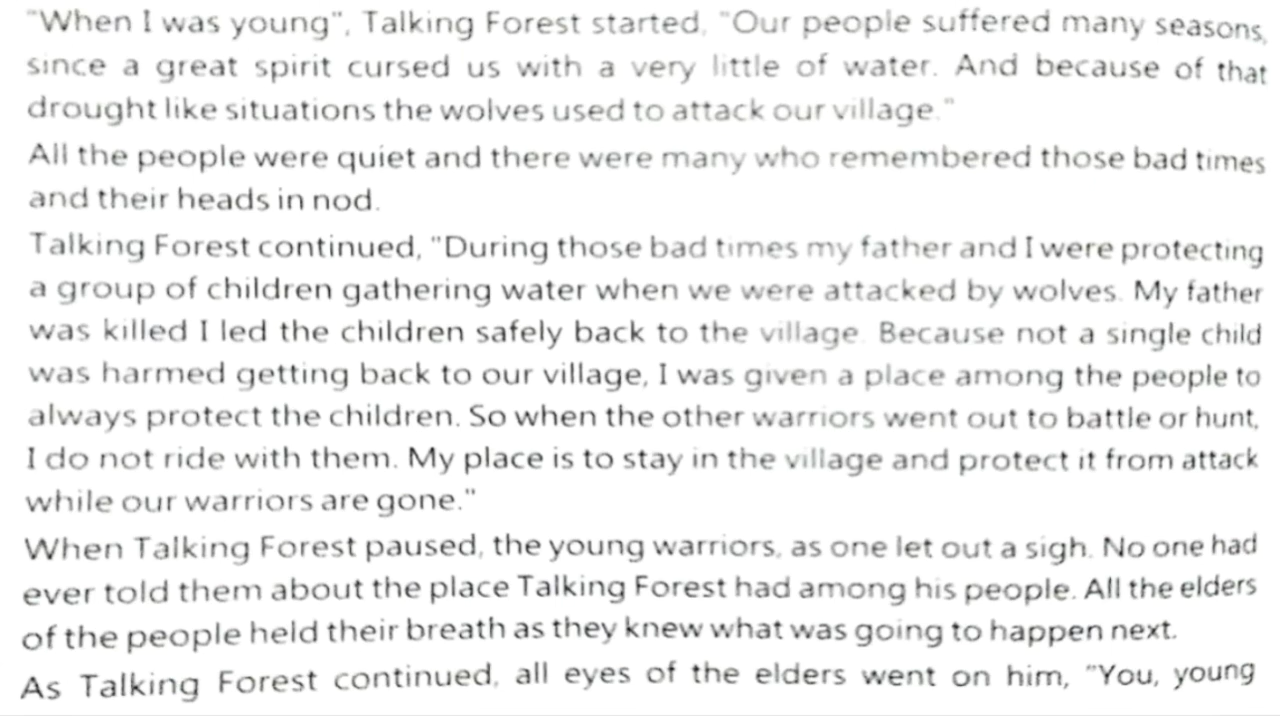 "When I was young", Talking Forest started, "Our people suffered many seasons,
since a great spirit cursed us with a very little of water. And because of that
drought like situations the wolves used to attack our village."
All the people were quiet and there were many who remembered those bad times
and their heads in nod.
Talking Forest continued, "During those bad times my father and I were protecting
a group of children gathering water when we were attacked by wolves. My father
was killed I led the children safely back to the village. Because not a single child
was harmed getting back to our village, I was given a place among the people to
always protect the children. So when the other warriors went out to battle or hunt,
I do not ride with them. My place is to stay in the village and protect it from attack
while our warriors are gone."
When Talking Forest paused, the young warriors, as one let out a sigh. No one had
ever told them about the place Talking Forest had among his people. All the elders
of the people held their breath as they knew what was going to happen next.
As Talking Forest continued, all eyes of the elders went on him, "You, young